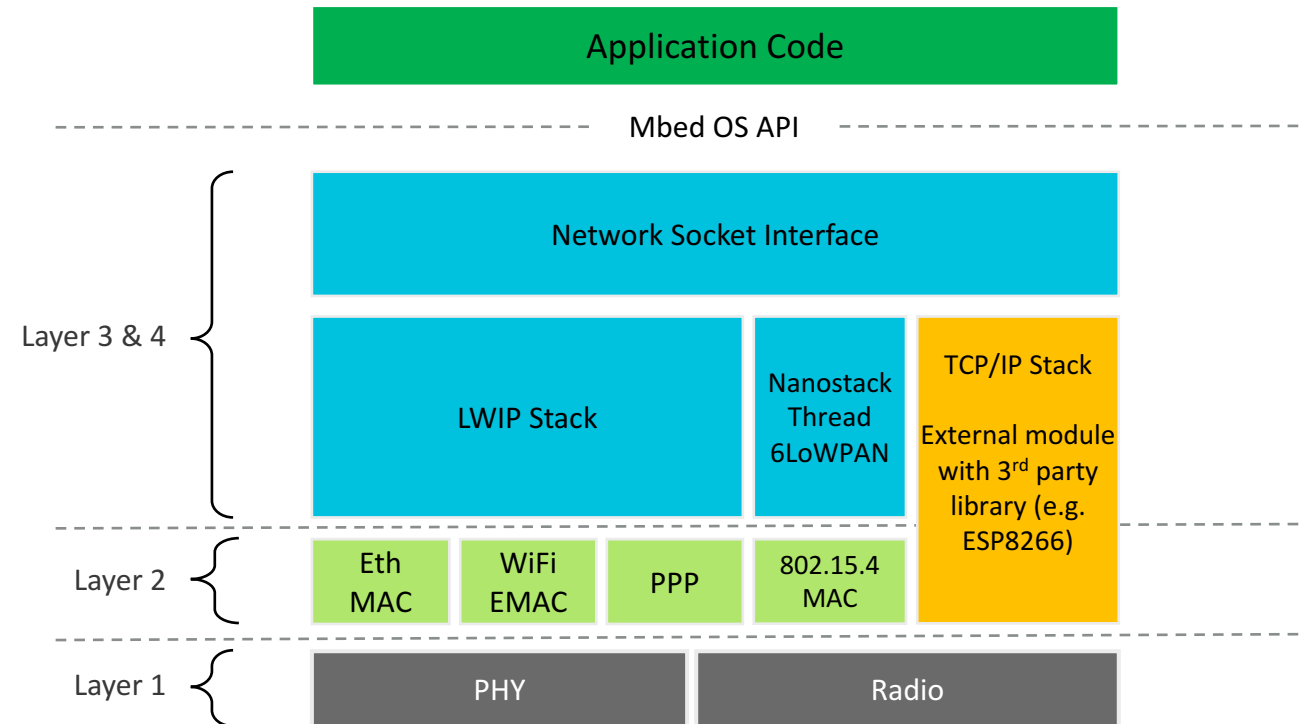 Application Code
Mbed OS API
Layer 3 & 4
Network Socket Interface
LWIP Stack
Nanostack
Thread
6LoWPAN
TCP/IP Stack
External module
with 3rd party
library (e.g.
ESP8266)
Layer 2
Eth
MAC
WiFi
EMAC
PPP
802.15.4
MAC
Layer 1
PHY
Radio